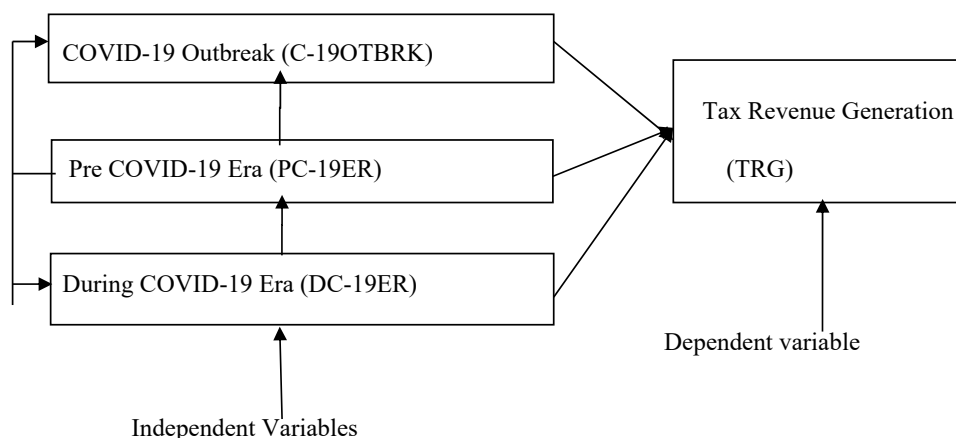 COVID-19 Outbreak (C-19OTBRK)
Pre COVID-19 Era (PC-19ER)
During COVID-19 Era (DC-19ER)
Independent Variables
Tax Revenue Generation
(TRG)
Dependent variable